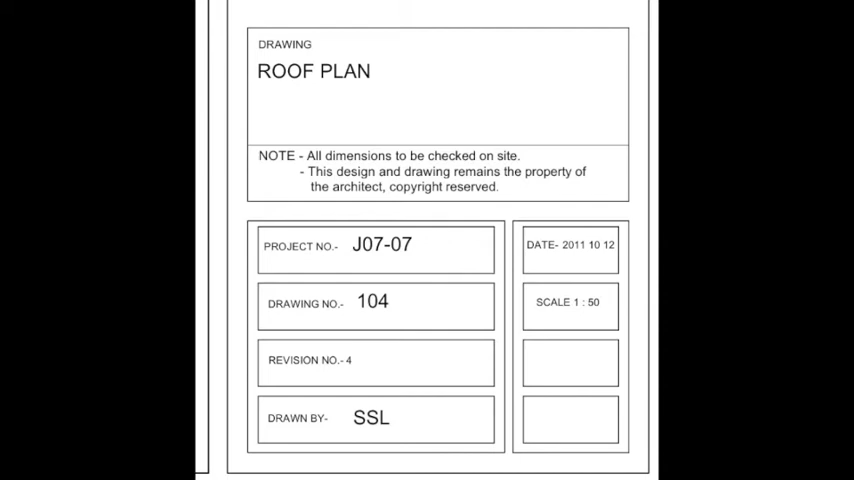 DRAWING
ROOF PLAN
NOTE - All dimensions to be checked on site.
- This design and drawing remains the property of
the architect, copyright reserved.
PROJECT NO.- J07-07
DATE- 2011 10 12
DRAWING NO.- 104
SCALE 1 : 50
REVISION NO.- 4
DRAWN BY- SSL